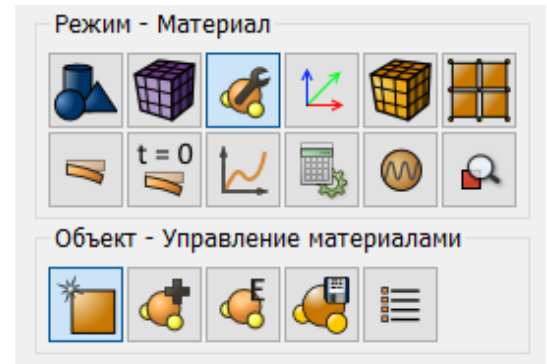 Режим - Материал
t = 0
Объект - Управление материалами
E